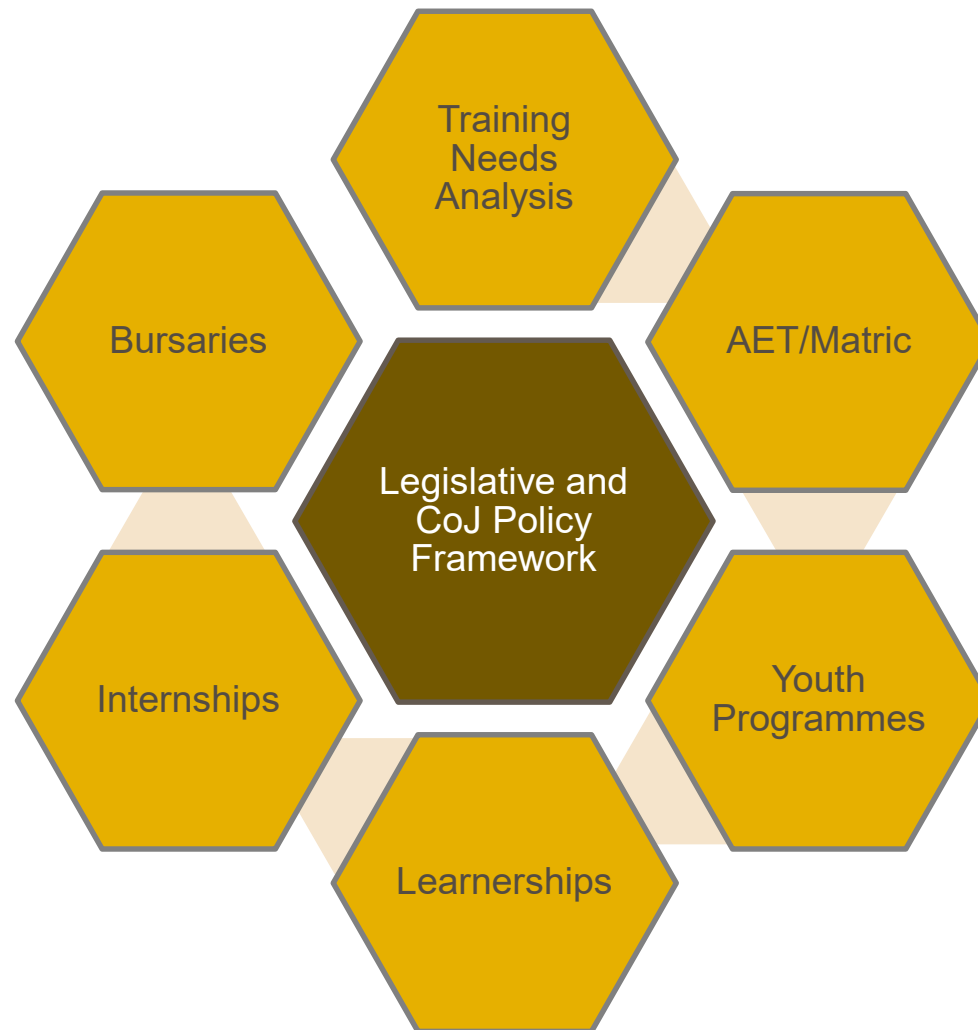 Training
Needs
Analysis
Bursaries
AET/Matric
Legislative and
CoJ Policy
Framework
Internships
Youth
Programmes
Learnerships